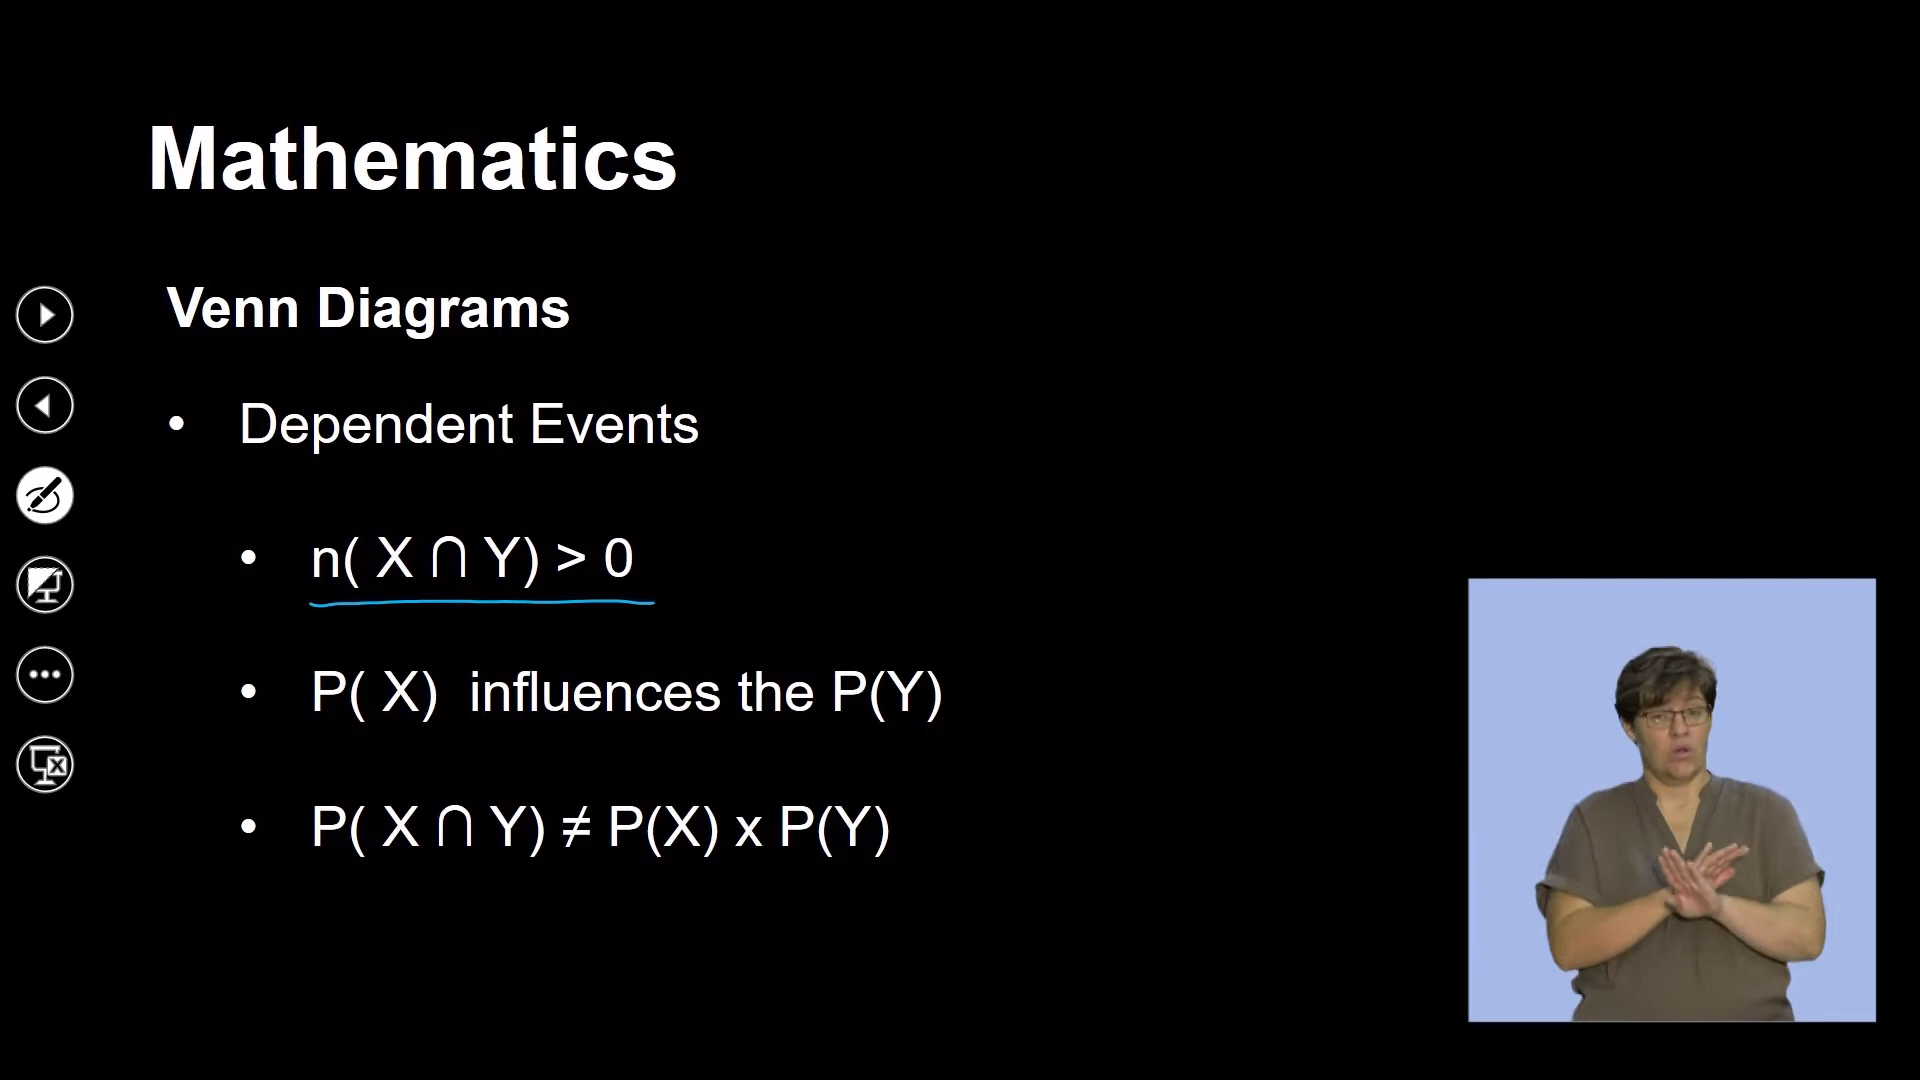 Mathematics
Venn Diagrams
• Dependent Events
• n( X ∩ Y) > 0
• P( X)  influences the P(Y)
• P( X ∩ Y) ≠ P(X) x P(Y)